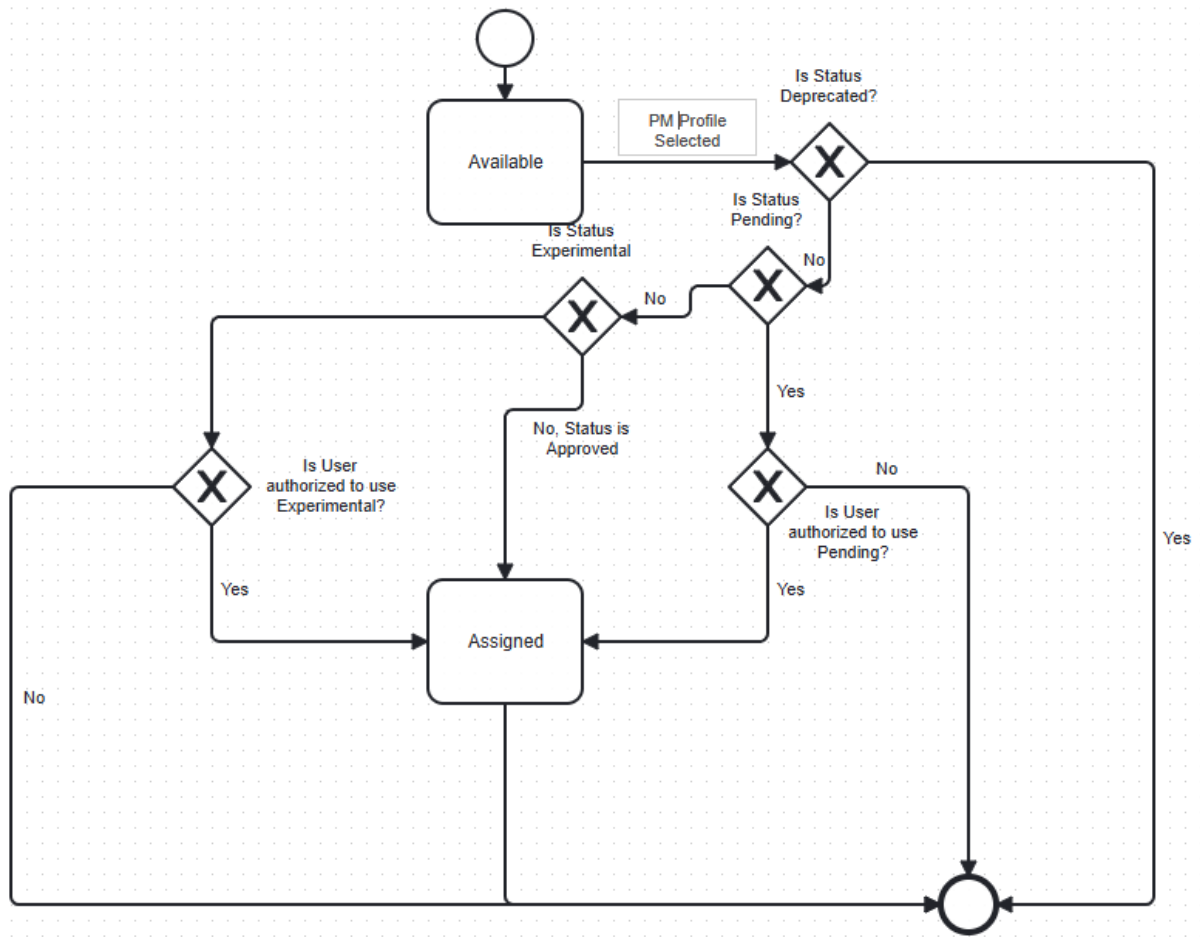 Is Status
Deprecated?
PM Profile
Selected
Available
Is Status
Pending?
Is Status
Experimental
No
No
Yes
No, Status is
Approved
Is User
authorized to use
Experimental?
No
Is User
authorized to use
Pending?
Yes
Yes
Yes
Assigned
No